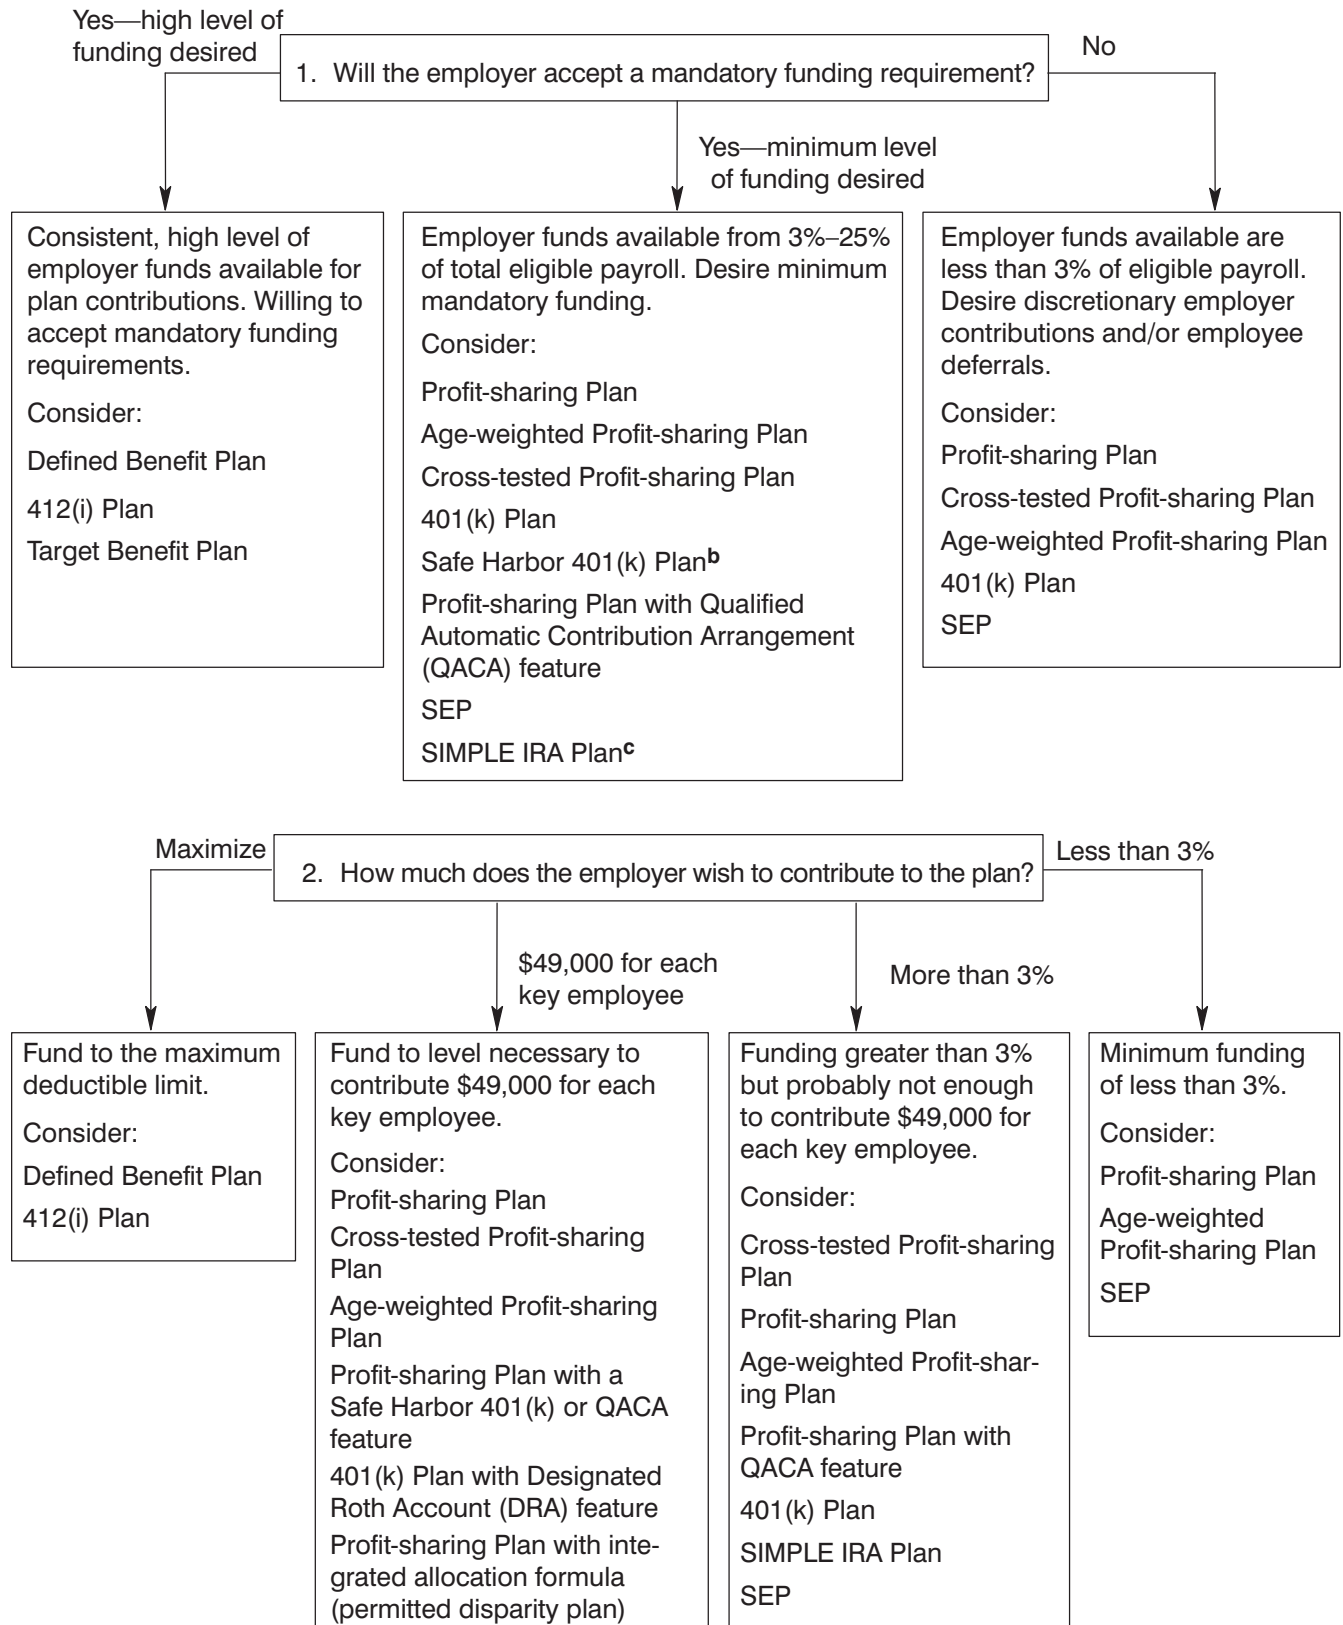 Yes—high level of
funding desired
1. Will the employer accept a mandatory funding requirement?
No
Yes—minimum level
of funding desired
Consistent, high level of
employer funds available for
plan contributions. Willing to
accept mandatory funding
requirements.
Consider:
Defined Benefit Plan
412(i) Plan
Target Benefit Plan
Employer funds available from 3%–25%
of total eligible payroll. Desire minimum
mandatory funding.
Consider:
Profit-sharing Plan
Age-weighted Profit-sharing Plan
Cross-tested Profit-sharing Plan
401(k) Plan
Safe Harbor 401(k) Planb
Profit-sharing Plan with Qualified
Automatic Contribution Arrangement
(QACA) feature
SEP
SIMPLE IRA Planc
Employer funds available are
less than 3% of eligible payroll.
Desire discretionary employer
contributions and/or employee
deferrals.
Consider:
Profit-sharing Plan
Cross-tested Profit-sharing Plan
Age-weighted Profit-sharing Plan
401(k) Plan
SEP
Maximize
2. How much does the employer wish to contribute to the plan?
Less than 3%
$49,000 for each
key employee
More than 3%
Fund to the maximum
deductible limit.
Consider:
Defined Benefit Plan
412(i) Plan
Fund to level necessary to
contribute $49,000 for each
key employee.
Consider:
Profit-sharing Plan
Cross-tested Profit-sharing
Plan
Age-weighted Profit-sharing
Plan
Profit-sharing Plan with a
Safe Harbor 401(k) or QACA
feature
401(k) Plan with Designated
Roth Account (DRA) feature
Profit-sharing Plan with inte-
grated allocation formula
(permitted disparity plan)
Funding greater than 3%
but probably not enough
to contribute $49,000 for
each key employee.
Consider:
Cross-tested Profit-sharing
Plan
Profit-sharing Plan
Age-weighted Profit-shar-
ing Plan
Profit-sharing Plan with
QACA feature
401(k) Plan
SIMPLE IRA Plan
SEP
Minimum funding
of less than 3%.
Consider:
Profit-sharing Plan
Age-weighted
Profit-sharing Plan
SEP